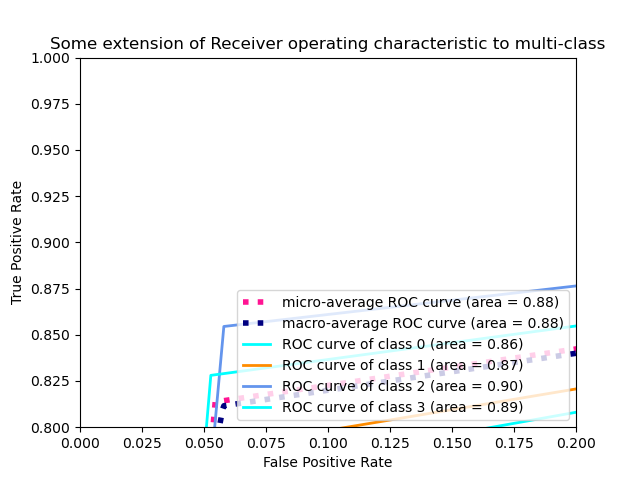 Some extension of Receiver operating characteristic to multi-class
1.000
0.975
0.950
0.925
0.900
0.875
0.850
0.825
0.800
True Positive Rate
micro-average ROC curve (area = 0.88)
macro-average ROC curve (area = 0.88)
ROC curve of class 0 (area = 0.86)
ROC curve of class 1 (area = 0.87)
ROC curve of class 2 (area = 0.90)
ROC curve of class 3 (area = 0.89)
0.000 0.025 0.050 0.075 0.100 0.125 0.150 0.175 0.200
False Positive Rate